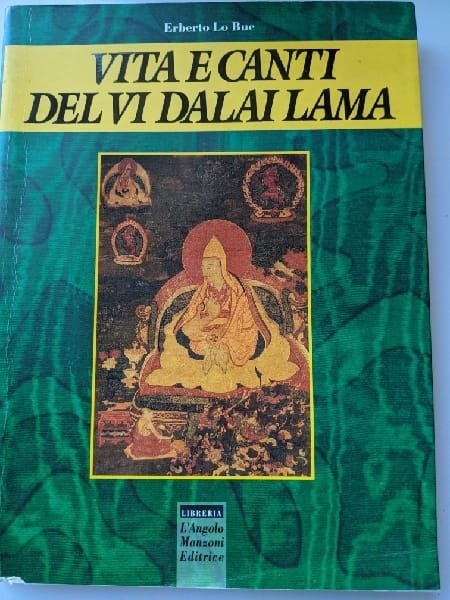 Erberto Lo Bue
VITA E CANTI
DEL VI DALAI LAMA
LIBRERIA
L'Angolo
Manzoni
Editrice